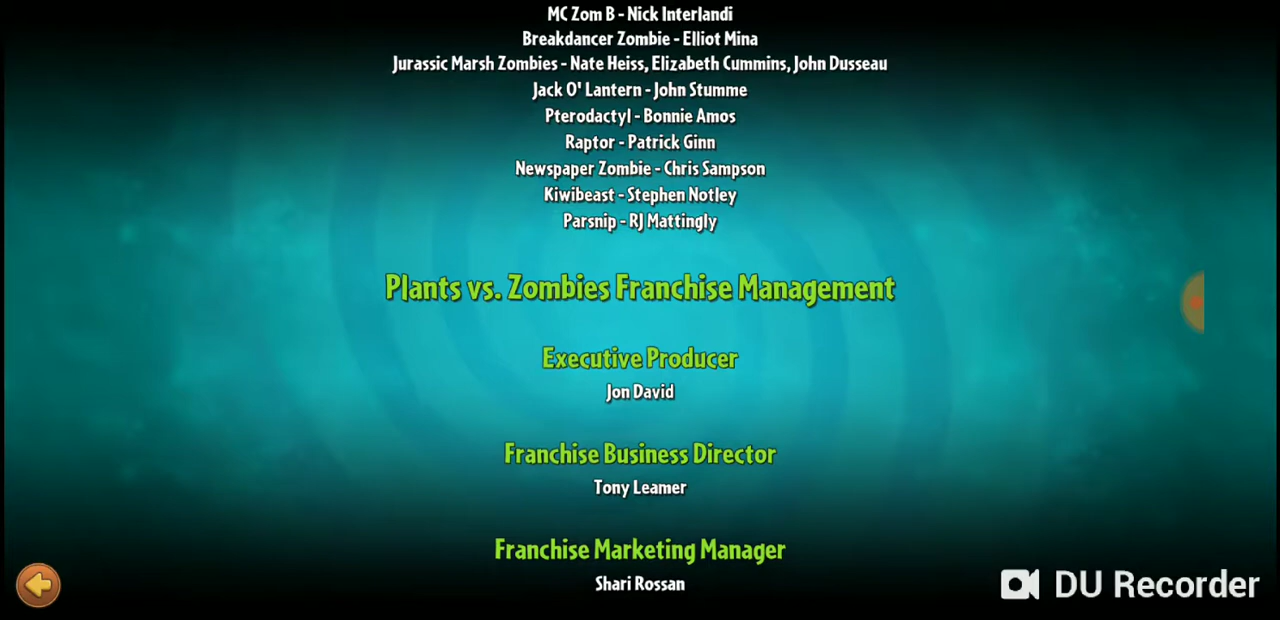 MC Zom B - Nick Interlandi
Breakdancer Zombie - Elliot Mina
Jurassic Marsh Zombies - Nate Heiss, Elizabeth Cummins, John Dusseau
Jack O' Lantern - John Stumme
Pterodactyl - Bonnie Amos
Raptor - Patrick Ginn
Newspaper Zombie - Chris Sampson
Kiwibeast - Stephen Notley
Parsnip - RJ Mattingly
Plants vs. Zombies Franchise Management
Executive Producer
Jon David
Franchise Business Director
Tony Leamer
Franchise Marketing Manager
Shari Rossan
DU Recorder